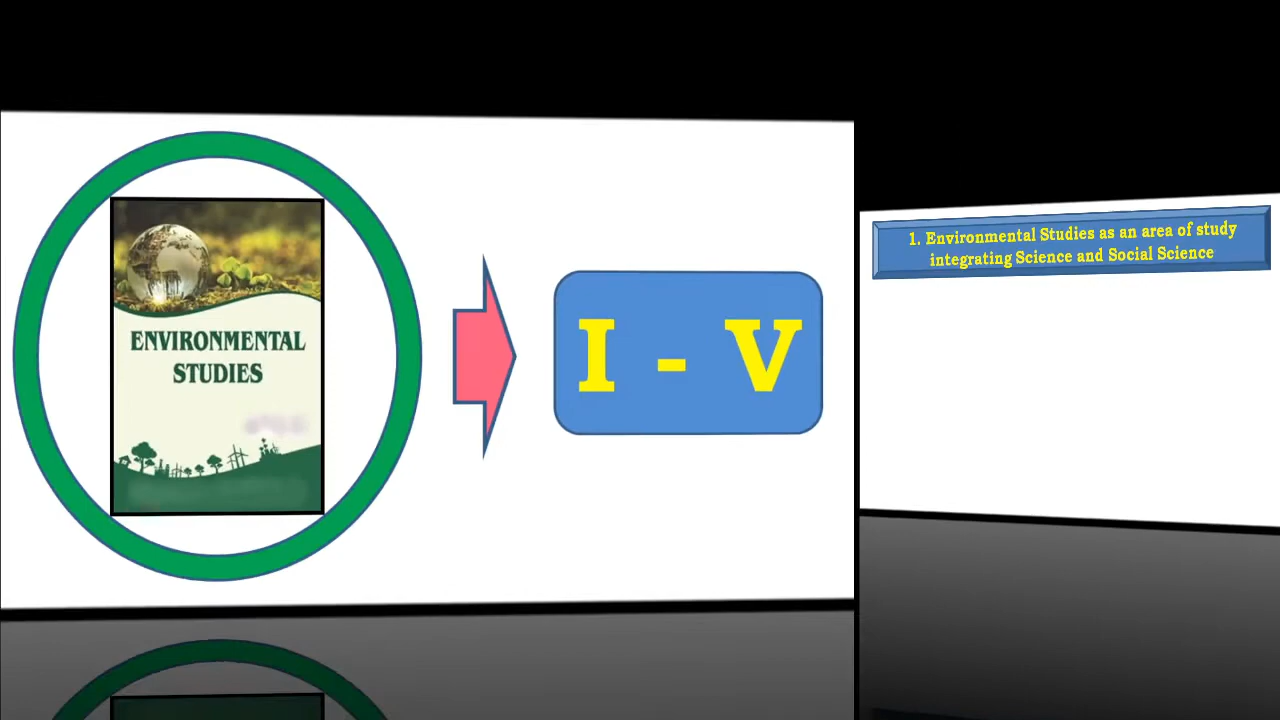 ENVIRONMENTAL
STUDIES
I - V
1. Environmental Studies as an area of study
integrating Science and Social Science